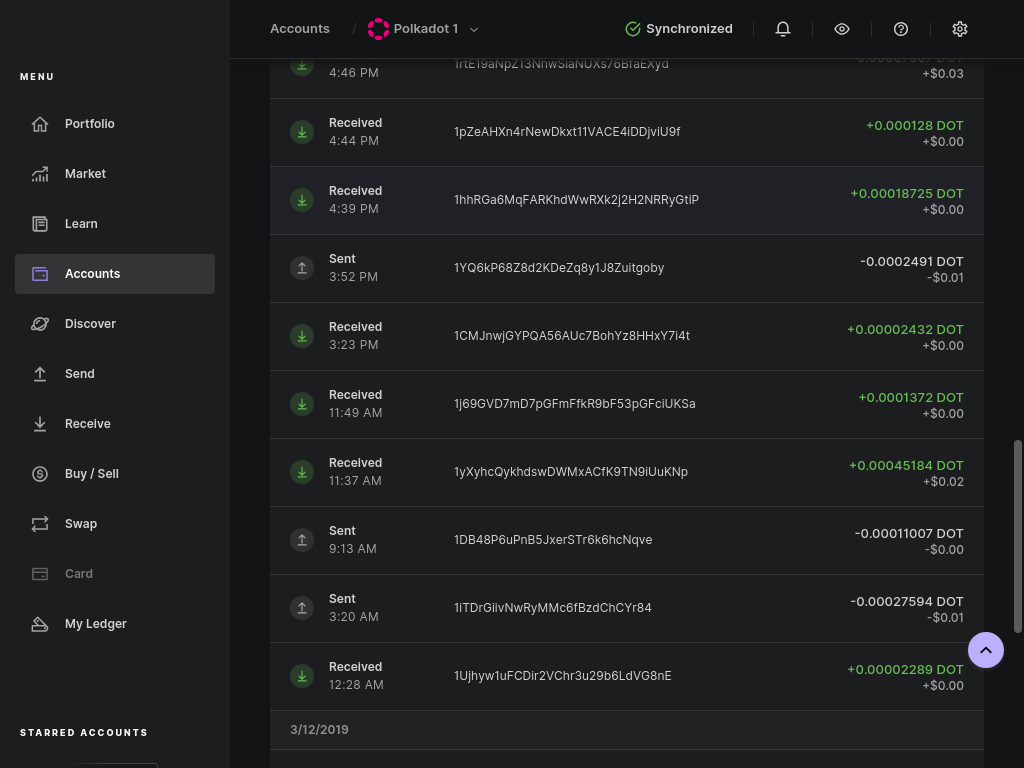 Accounts / Polkadot 1
Synchronized
MENU
Portfolio
Market
Learn
Accounts
Discover
Send
Receive
Buy / Sell
Swap
Card
My Ledger
STARRED ACCOUNTS
4:46 PM
+$0.03
Received
4:44 PM
1pZeAHXn4rNewDkxt11VACE4iDDjviU9f
+0.000128 DOT
+$0.00
Received
4:39 PM
1hhRGa6MqFARKhdWwRXk2j2H2NRRyGtiP
+0.00018725 DOT
+$0.00
Sent
3:52 PM
1YQ6kP68Z8d2KDeZq8y1J8Zuitgoby
-0.0002491 DOT
-$0.01
Received
3:23 PM
1CMJnwjGYPQA56AUc7BohYz8HHxY7i4t
+0.00002432 DOT
+$0.00
Received
11:49 AM
1j69GVD7mD7pGFmFfkR9bF53pGFciUKSa
+0.0001372 DOT
+$0.00
Received
11:37 AM
1yXyhcQykhdswDWMxACfK9TN9iUuKNp
+0.00045184 DOT
+$0.02
Sent
9:13 AM
1DB48P6uPnB5JxerSTr6k6hcNqve
-0.00011007 DOT
-$0.00
Sent
3:20 AM
1iTDrGiivNwRyMMc6fBzdChCYr84
-0.00027594 DOT
-$0.01
Received
12:28 AM
1Ujhyw1uFCDir2VChr3u29b6LdVG8nE
+0.00002289 DOT
+$0.00
3/12/2019